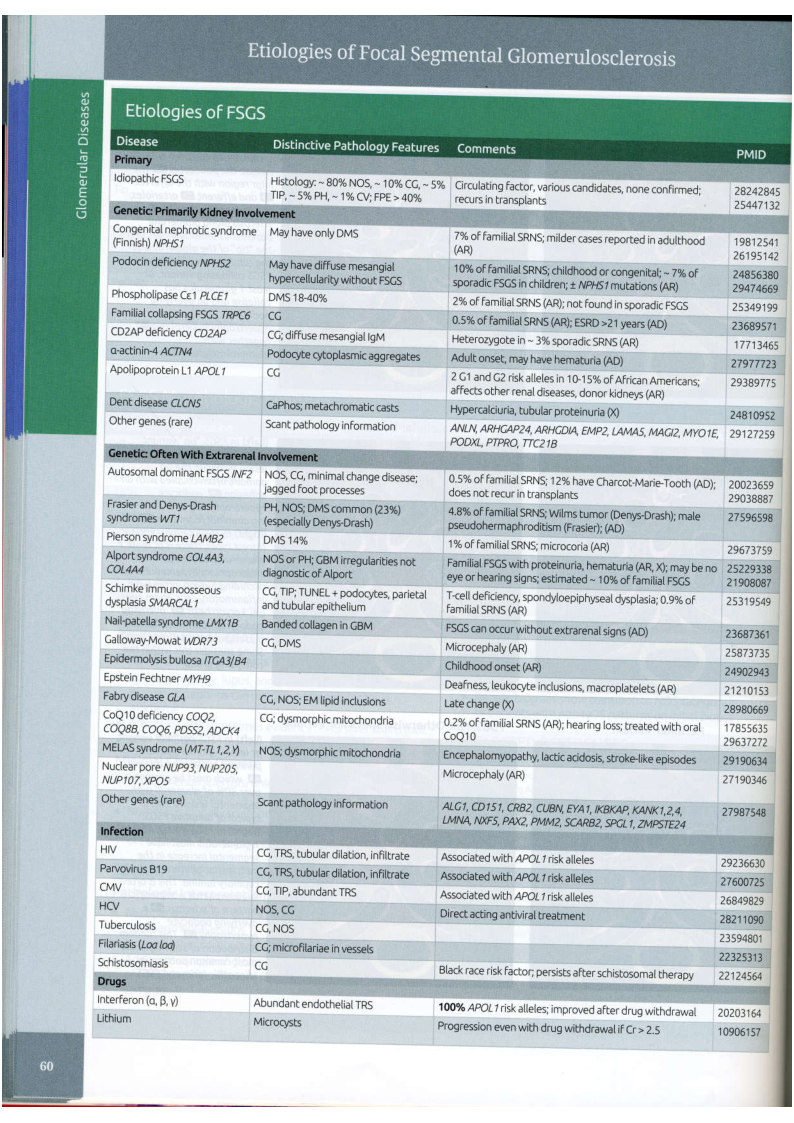 Etiologies of Focal Segmental Glomerulosclerosis
Glomerular Diseases
Etiologies of FSGS
Disease Distinctive Pathology Features Comments PMID
Primary
Idiopathic FSGS Histology: ~ 80% NOS, ~ 10% CG, ~ 5% Circulating factor, various candidates, none confirmed; 28242845
TIP, ~ 5% PH, ~ 1% CV; FPE > 40% recurs in transplants 25447132
Genetic: Primarily Kidney Involvement
Congenital nephrotic syndrome May have only DMS 7% of familial SRNS; milder cases reported in adulthood 19812541
(Finnish) NPHS1 (AR) 26195142
Podocin deficiency NPHS2 May have diffuse mesangial 10% of familial SRNS; childhood or congenital; ~ 7% of 24856380
hypercellularity without FSGS sporadic FSGS in children; ± NPHS1 mutations (AR) 29474669
Phospholipase Cε1 PLCE1 DMS 18-40% 2% of familial SRNS (AR); not found in sporadic FSGS 25349199
Familial collapsing FSGS TRPC6 CG 0.5% of familial SRNS (AR); ESRD >21 years (AD) 23689571
CD2AP deficiency CD2AP CG; diffuse mesangial IgM Heterozygote in ~ 3% sporadic SRNS (AR) 17713465
α-actinin-4 ACTN4 Podocyte cytoplasmic aggregates Adult onset, may have hematuria (AD) 27977723
Apolipoprotein L1 APOL1 CG 2 G1 and G2 risk alleles in 10-15% of African Americans; 29389775
affects other renal diseases, donor kidneys (AR)
Dent disease CLCN5 CaPhos; metachromatic casts Hypercalciuria, tubular proteinuria (X) 24810952
Other genes (rare) Scant pathology information ANLN, ARHGAP24, ARHGDIA, EMP2, LAMA5, MAGI2, MYO1E, 29127259
PODXL, PTPRO, TTC21B
Genetic: Often With Extrarenal Involvement
Autosomal dominant FSGS INF2 NOS, CG, minimal change disease; 0.5% of familial SRNS; 12% have Charcot-Marie-Tooth (AD); 20023659
jagged foot processes does not recur in transplants 29038887
Frasier and Denys-Drash PH, NOS; DMS common (23%) 4.8% of familial SRNS; Wilms tumor (Denys-Drash); male 27596598
syndromes WT1 (especially Denys-Drash) pseudohermaphroditism (Frasier); (AD)
Pierson syndrome LAMB2 DMS 14% 1% of familial SRNS; microcoria (AR) 29673759
Alport syndrome COL4A3, NOS or PH; GBM irregularities not Familial FSGS with proteinuria, hematuria (AR, X); may be no 25229338
COL4A4 diagnostic of Alport eye or hearing signs; estimated ~ 10% of familial FSGS 21908087
Schimke immunoosseous CG, TIP; TUNEL + podocytes, parietal T-cell deficiency, spondyloepiphyseal dysplasia; 0.9% of 25319549
dysplasia SMARCAL1 and tubular epithelium familial SRNS (AR)
Nail-patella syndrome LMX1B Banded collagen in GBM FSGS can occur without extrarenal signs (AD) 23687361
Galloway-Mowat WDR73 CG, DMS Microcephaly (AR) 25873735
Epidermolysis bullosa ITGA3/B4 Childhood onset (AR) 24902943
Epstein Fechtner MYH9 Deafness, leukocyte inclusions, macroplatelets (AR) 21210153
Fabry disease GLA CG, NOS; EM lipid inclusions Late change (X) 28980669
CoQ10 deficiency COQ2, CG; dysmorphic mitochondria 0.2% of familial SRNS (AR); hearing loss; treated with oral 17855635
COQ8B, COQ6, PDSS2, ADCK4 CoQ10 29637272
MELAS syndrome (MT-TL1,2,Y) NOS; dysmorphic mitochondria Encephalomyopathy, lactic acidosis, stroke-like episodes 29190634
Nuclear pore NUP93, NUP205, Microcephaly (AR) 27190346
NUP107, XPO5
Other genes (rare) Scant pathology information ALG1, CD151, CRB2, CUBN, EYA1, IKBKAP, KANK1,2,4, 27987548
LMNA, NXF5, PAX2, PMM2, SCARB2, SPGL1, ZMPSTE24
Infection
HIV CG, TRS, tubular dilation, infiltrate Associated with APOL1 risk alleles 29236630
Parvovirus B19 CG, TRS, tubular dilation, infiltrate Associated with APOL1 risk alleles 27600725
CMV CG, TIP, abundant TRS Associated with APOL1 risk alleles 26849829
HCV NOS, CG Direct acting antiviral treatment 28211090
Tuberculosis CG, NOS 23594801
Filariasis (Loa loa) CG; microfilariae in vessels 22325313
Schistosomiasis CG Black race risk factor; persists after schistosomal therapy 22124564
Drugs
Interferon (α, β, γ) Abundant endothelial TRS 100% APOL1 risk alleles; improved after drug withdrawal 20203164
Lithium Microcysts Progression even with drug withdrawal if Cr > 2.5 10906157
60